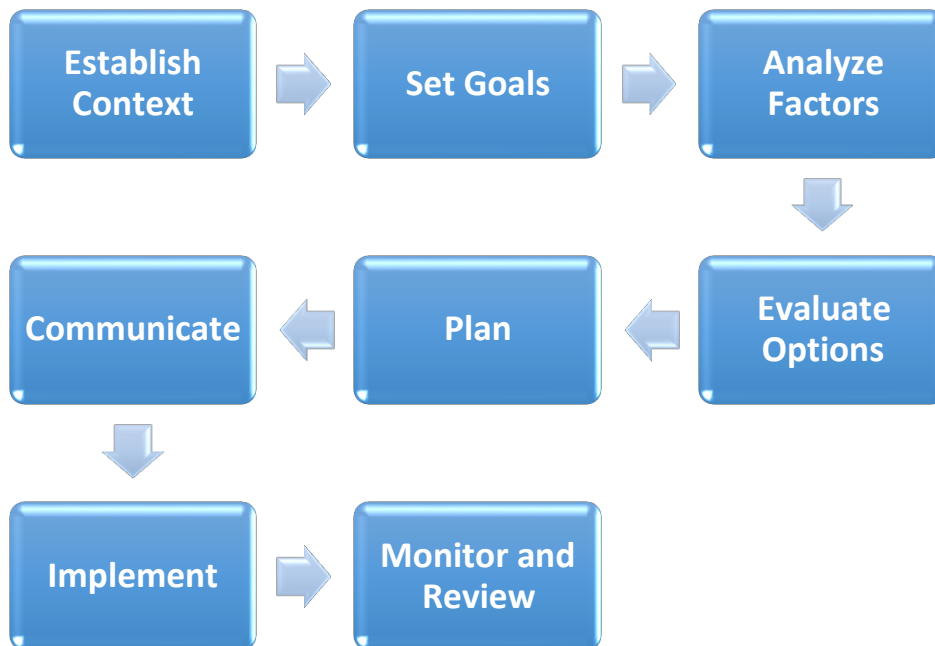 Establish
Context
Set Goals
Analyze
Factors
Evaluate
Options
Plan
Communicate
Implement
Monitor and
Review